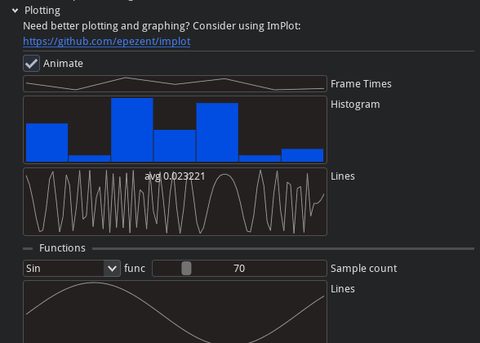 Plotting
Need better plotting and graphing? Consider using ImPlot:
https://github.com/epezent/implot
Animate
Frame Times
Histogram
avg 0.023221
Lines
Functions
Sin func 70 Sample count
Lines